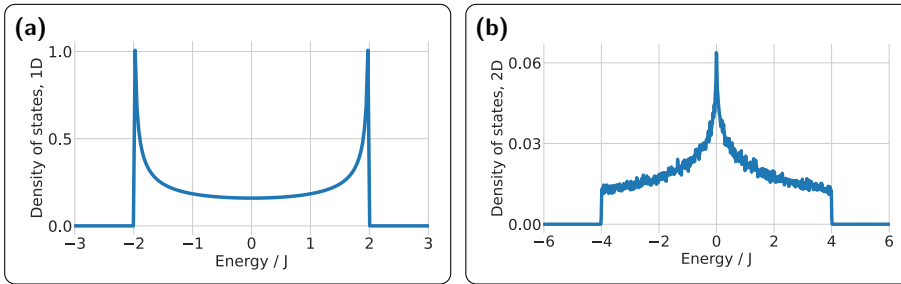 (a)
Density of states, 1D
1.0
0.5
0.0
−3 −2 −1 0 1 2 3
Energy / J
(b)
Density of states, 2D
0.06
0.03
0.00
−6 −4 −2 0 2 4 6
Energy / J